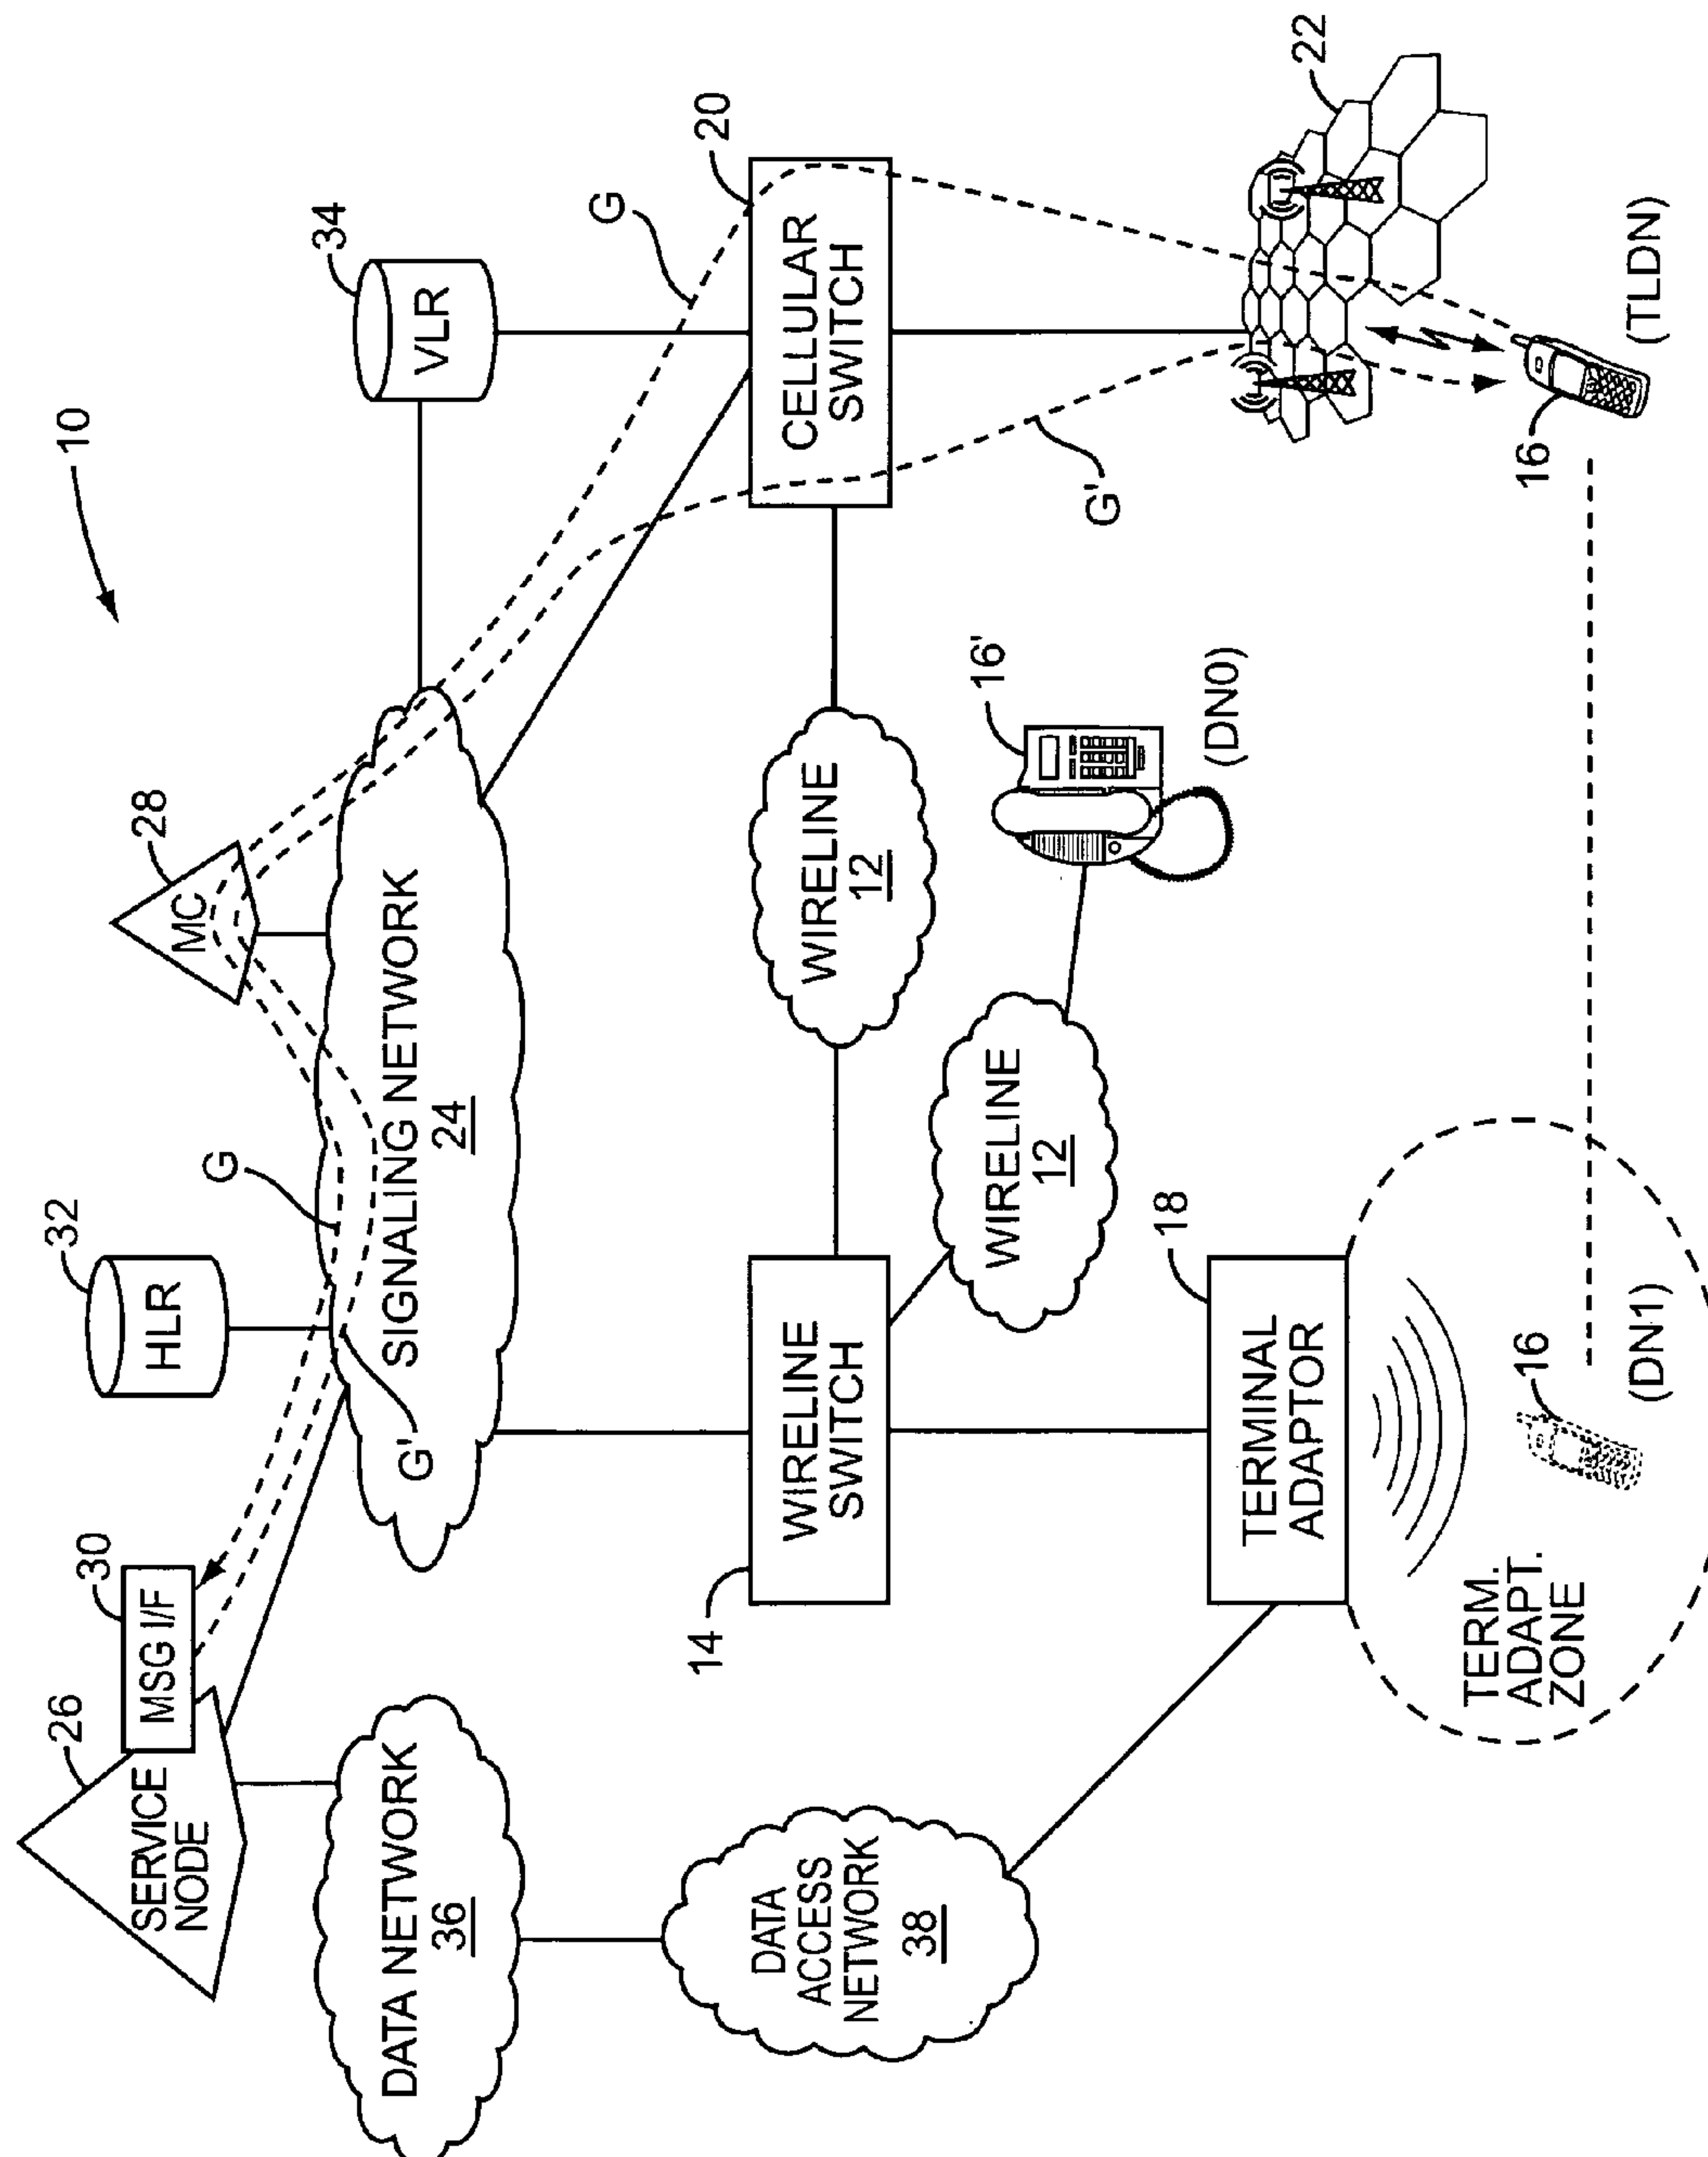 10
26
SERVICE
NODE
30
MSG I/F
32
HLR
28
MC
34
VLR
G
G
G'
SIGNALING NETWORK
24
DATA NETWORK
36
14
WIRELINE
SWITCH
WIRELINE
12
20
CELLULAR
SWITCH
DATA
ACCESS
NETWORK
38
WIRELINE
12
16'
(DN0)
G'
18
TERMINAL
ADAPTOR
22
TERM.
ADAPT.
ZONE
16
(DN1)
16
(TLDN)